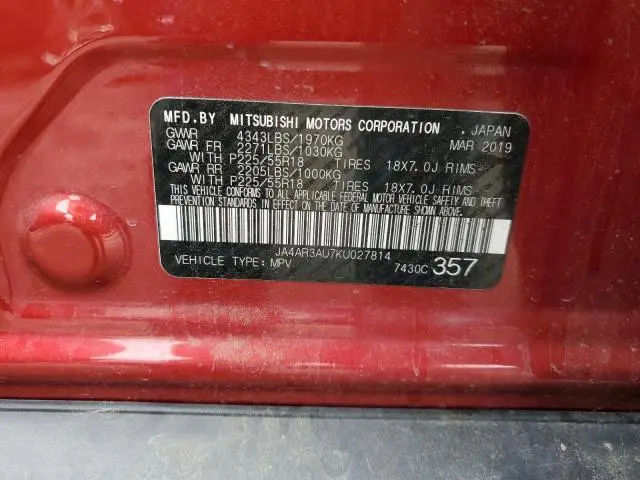 MFD.BY MITSUBISHI MOTORS CORPORATION . JAPAN
GVWR 4343LBS/1970KG MAR 2019
GAWR FR 2271LBS/1030KG
WITH P225/55R18 TIRES 18X7.0J RIMS
GAWR RR 2205LBS/1000KG
WITH P225/55R18 TIRES 18X7.0J RIMS
THIS VEHICLE CONFORMS TO ALL APPLICABLE FEDERAL MOTOR VEHICLE SAFETY AND THEFT
PREVENTION STANDARDS IN EFFECT ON THE DATE OF MANUFACTURE SHOWN ABOVE.
JA4AR3AU7KU027814
VEHICLE TYPE: MPV 7430C 357